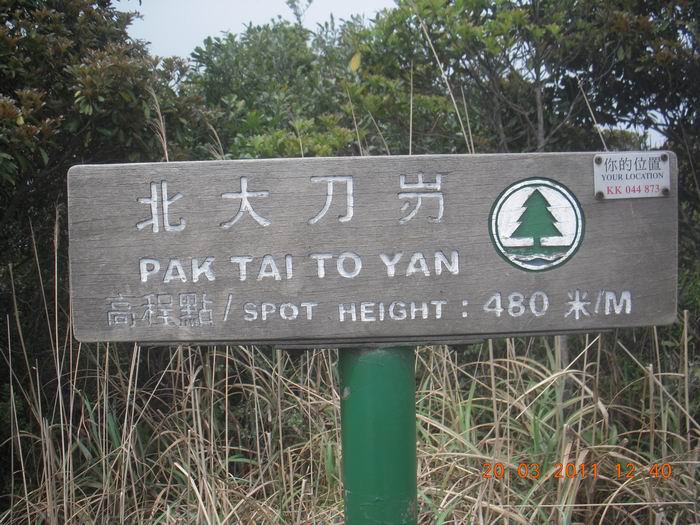 北大刀屴
PAK TAI TO YAN
高程點 / SPOT HEIGHT : 480 米/M
你的位置
YOUR LOCATION
KK 044 873
20 03 2011 12 40